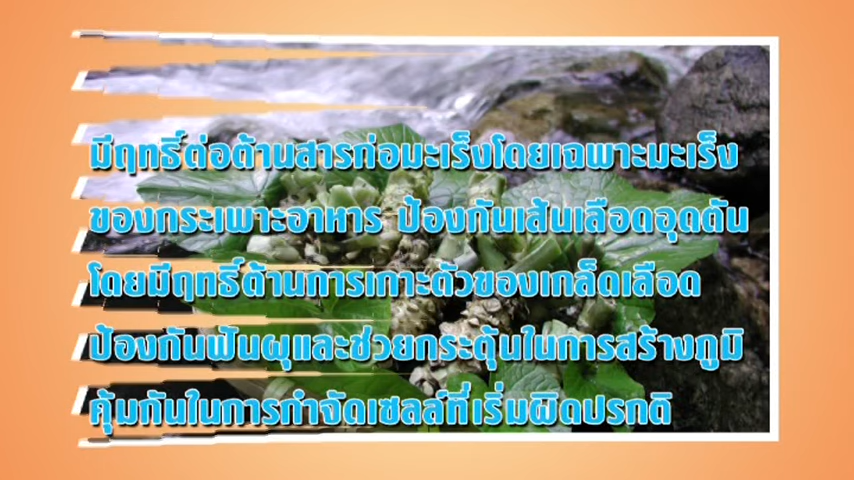 มีฤทธิ์ต่อต้านสารก่อมะเร็งโดยเฉพาะมะเร็ง
ของกระเพาะอาหาร ป้องกันเส้นเลือดอุดตัน
โดยมีฤทธิ์ต้านการเกาะตัวของเกล็ดเลือด
ป้องกันฟันผุและช่วยกระตุ้นในการสร้างภูมิ
คุ้มกันในการกำจัดเซลล์ที่เริ่มผิดปรกติ